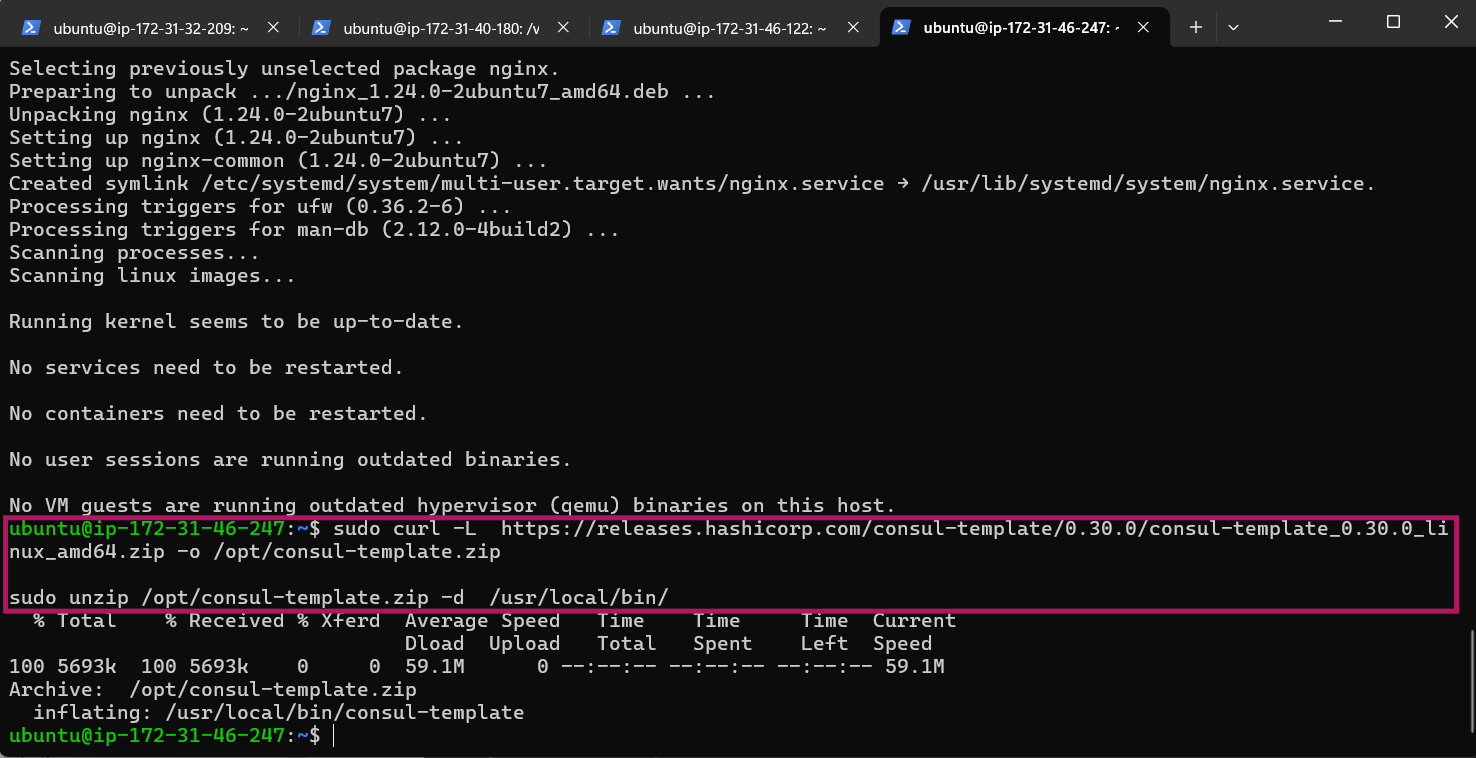 ubuntu@ip-172-31-32-209: ~
ubuntu@ip-172-31-40-180: /v
ubuntu@ip-172-31-46-122: ~
ubuntu@ip-172-31-46-247: ~
Selecting previously unselected package nginx.
Preparing to unpack .../nginx_1.24.0-2ubuntu7_amd64.deb ...
Unpacking nginx (1.24.0-2ubuntu7) ...
Setting up nginx (1.24.0-2ubuntu7) ...
Setting up nginx-common (1.24.0-2ubuntu7) ...
Created symlink /etc/systemd/system/multi-user.target.wants/nginx.service → /usr/lib/systemd/system/nginx.service.
Processing triggers for ufw (0.36.2-6) ...
Processing triggers for man-db (2.12.0-4build2) ...
Scanning processes...
Scanning linux images...
Running kernel seems to be up-to-date.
No services need to be restarted.
No containers need to be restarted.
No user sessions are running outdated binaries.
No VM guests are running outdated hypervisor (qemu) binaries on this host.
ubuntu@ip-172-31-46-247:~$ sudo curl -L  https://releases.hashicorp.com/consul-template/0.30.0/consul-template_0.30.0_li
nux_amd64.zip -o /opt/consul-template.zip
sudo unzip /opt/consul-template.zip -d  /usr/local/bin/
  % Total    % Received % Xferd  Average Speed   Time    Time     Time  Current
                                 Dload  Upload   Total   Spent    Left  Speed
100 5693k  100 5693k    0     0  59.1M      0 --:--:-- --:--:-- --:--:-- 59.1M
Archive:  /opt/consul-template.zip
  inflating: /usr/local/bin/consul-template
ubuntu@ip-172-31-46-247:~$